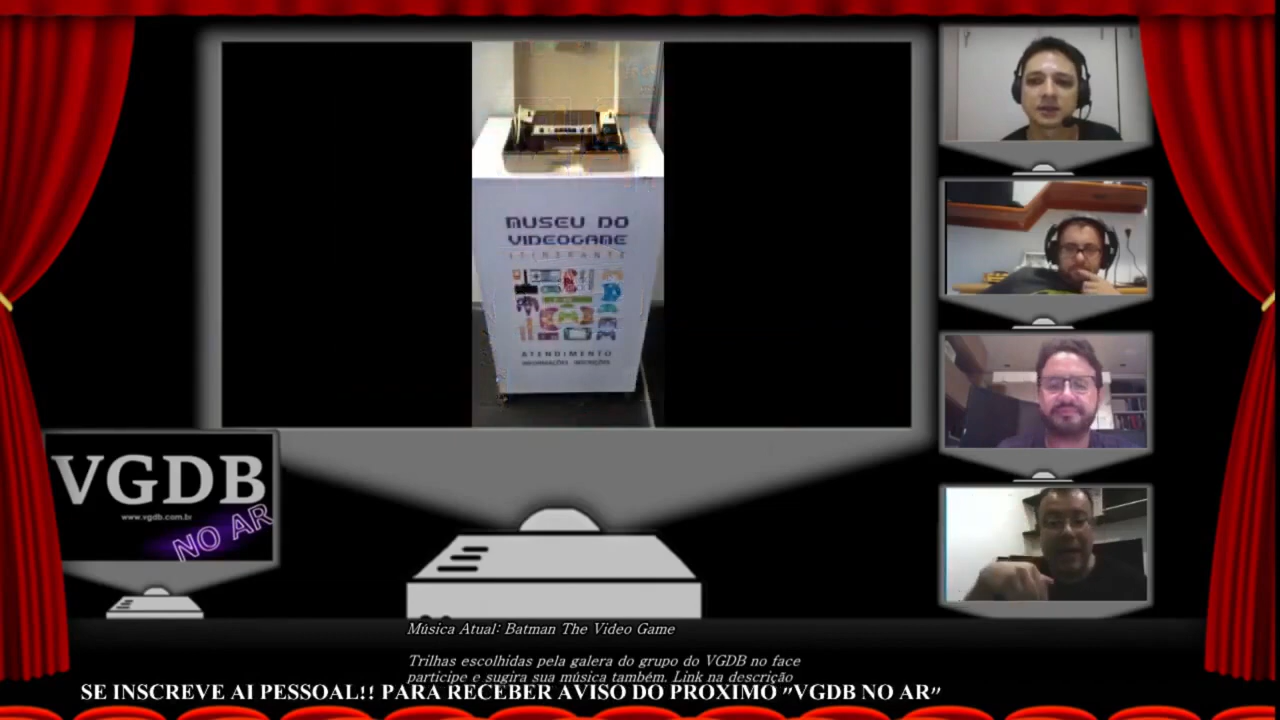 MUSEU DO
VIDEOGAME
ITINERANTE
ATENDIMENTO
INFORMAÇÕES INSCRIÇÕES
VGDB
www.vgdb.com.br
NO AR
Música Atual: Batman The Video Game
Trilhas escolhidas pela galera do grupo do VGDB no face
participe e sugira sua música também. Link na descrição
SE INSCREVE AI PESSOAL!! PARA RECEBER AVISO DO PROXIMO "VGDB NO AR"